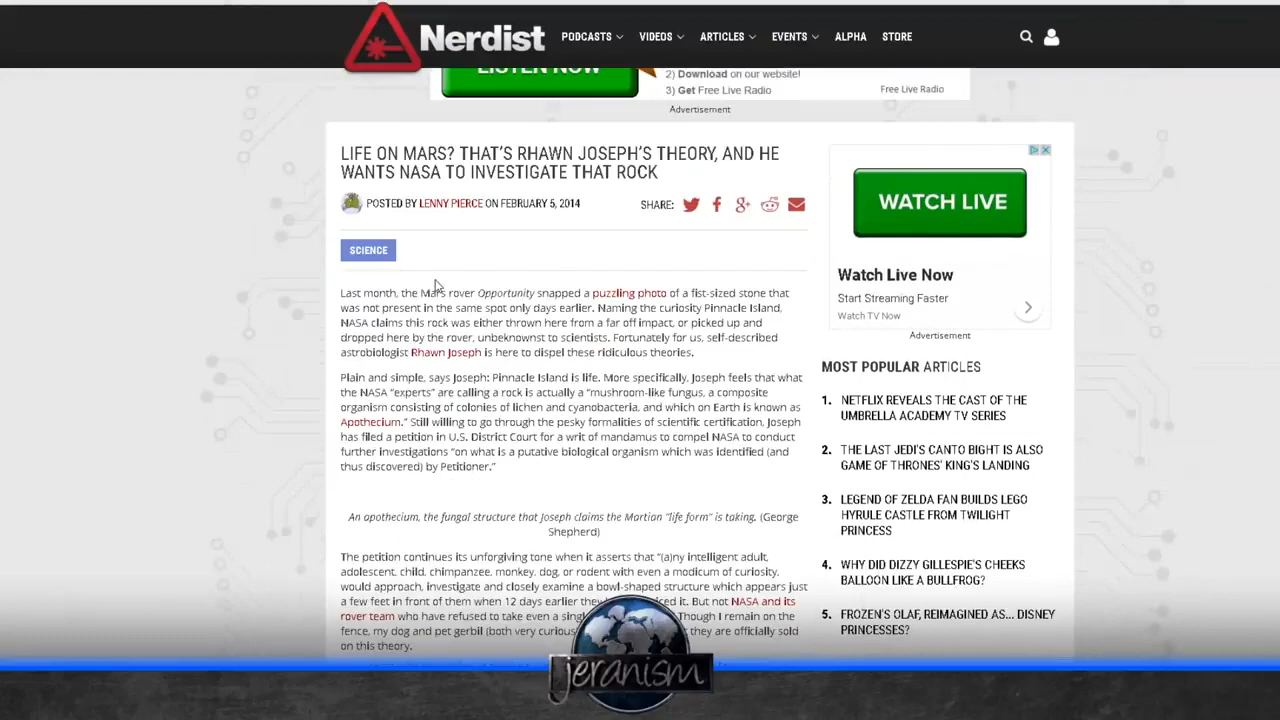 Nerdist
PODCASTS VIDEOS ARTICLES EVENTS ALPHA STORE
LISTEN NOW
2) Download on our website!
3) Get Free Live Radio
Free Live Radio
Advertisement
LIFE ON MARS? THAT'S RHAWN JOSEPH'S THEORY, AND HE
WANTS NASA TO INVESTIGATE THAT ROCK
POSTED BY LENNY PIERCE ON FEBRUARY 5, 2014
SHARE:
SCIENCE
Last month, the Mars rover Opportunity snapped a puzzling photo of a fist-sized stone that
was not present in the same spot only days earlier. Naming the curiosity Pinnacle Island,
NASA claims this rock was either thrown here from a far off impact, or picked up and
dropped here by the rover, unbeknownst to scientists. Fortunately for us, self-described
astrobiologist Rhawn Joseph is here to dispel these ridiculous theories.
Plain and simple, says Joseph: Pinnacle Island is life. More specifically, Joseph feels that what
the NASA "experts" are calling a rock is actually a "mushroom-like fungus, a composite
organism consisting of colonies of lichen and cyanobacteria, and which on Earth is known as
Apothecium." Still willing to go through the pesky formalities of scientific certification, Joseph
has filed a petition in U.S. District Court for a writ of mandamus to compel NASA to conduct
further investigations "on what is a putative biological organism which was identified (and
thus discovered) by Petitioner."
An apothecium, the fungal structure that Joseph claims the Martian "life form" is taking. (George
Shepherd)
The petition continues its unforgiving tone when it asserts that "(a)ny intelligent adult,
adolescent, child, chimpanzee, monkey, dog, or rodent with even a modicum of curiosity,
would approach, investigate and closely examine a bowl-shaped structure which appears just
a few feet in front of them when 12 days earlier they iced it. But not NASA and its
rover team who have refused to take even a Though I remain on the
fence, my dog and pet gerbil (both very they are officially sold
on this theory.
WATCH LIVE
Watch Live Now
Start Streaming Faster
Watch TV Now
Advertisement
MOST POPULAR ARTICLES
1. NETFLIX REVEALS THE CAST OF THE
UMBRELLA ACADEMY TV SERIES
2. THE LAST JEDI'S CANTO BIGHT IS ALSO
GAME OF THRONES' KING'S LANDING
3. LEGEND OF ZELDA FAN BUILDS LEGO
HYRULE CASTLE FROM TWILIGHT
PRINCESS
4. WHY DID DIZZY GILLESPIE'S CHEEKS
BALLOON LIKE A BULLFROG?
5. FROZEN'S OLAF, REIMAGINED AS... DISNEY
PRINCESSES?
jeranism